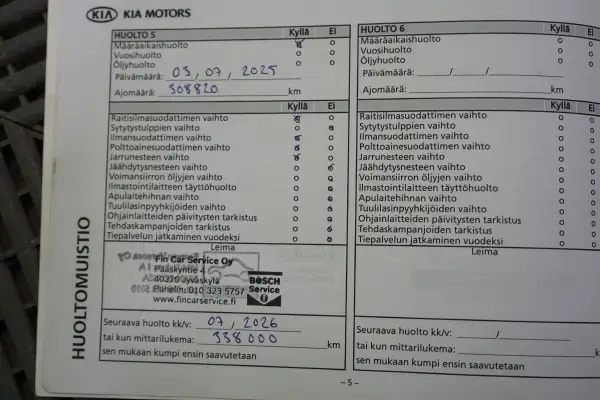 KIA KIA MOTORS
HUOLTO 5 Kyllä Ei
Määräaikaishuolto
Vuosihuolto
Öljyhuolto
Päivämäärä: 03, 07, 2025
Ajomäärä: 308820 km
Kyllä Ei
Raitisilmasuodattimen vaihto
Sytytystulppien vaihto
Ilmansuodattimen vaihto
Polttoainesuodattimen vaihto
Jarrunesteen vaihto
Jäähdytysnesteen vaihto
Voimansiirron öljyjen vaihto
Ilmastointilaitteen täyttöhuolto
Apulaitehihnan vaihto
Tuulilasinpyyhkijöiden vaihto
Ohjainlaitteiden päivitysten tarkistus
Tehdaskampanjoiden tarkistus
Tiepalvelun jatkaminen vuodeksi
Leima
Fin Car Service Oy
Pääskyntie 4
40320 Jyväskylä
Puhelin: 010 323 5757
www.fincarservice.fi
BOSCH
Service
Seuraava huolto kk/v: 07, 2026
tai kun mittarilukema: 338000 km
sen mukaan kumpi ensin saavutetaan
HUOLTO 6 Kyllä Ei
Määräaikaishuolto
Vuosihuolto
Öljyhuolto
Päivämäärä: / /
Ajomäärä: km
Kyllä Ei
Raitisilmasuodattimen vaihto
Sytytystulppien vaihto
Ilmansuodattimen vaihto
Polttoainesuodattimen vaihto
Jarrunesteen vaihto
Jäähdytysnesteen vaihto
Voimansiirron öljyjen vaihto
Ilmastointilaitteen täyttöhuolto
Apulaitehihnan vaihto
Tuulilasinpyyhkijöiden vaihto
Ohjainlaitteiden päivitysten tarkistus
Tehdaskampanjoiden tarkistus
Tiepalvelun jatkaminen vuodeksi
Leima
Seuraava huolto kk/v: /
tai kun mittarilukema: k
sen mukaan kumpi ensin saavutetaan
HUOLTOMUISTIO
– 5 –